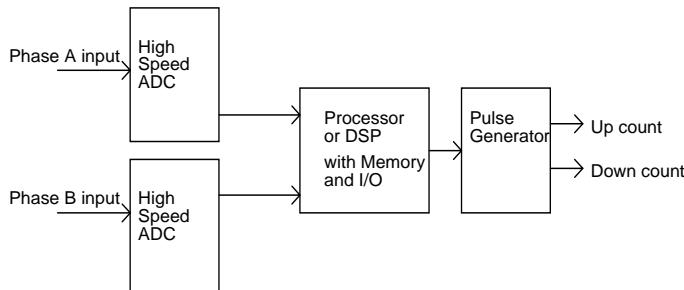 Phase A input
High
Speed
ADC
Processor
or DSP
with Memory
and I/O
Pulse
Generator
Up count
Down count
Phase B input
High
Speed
ADC